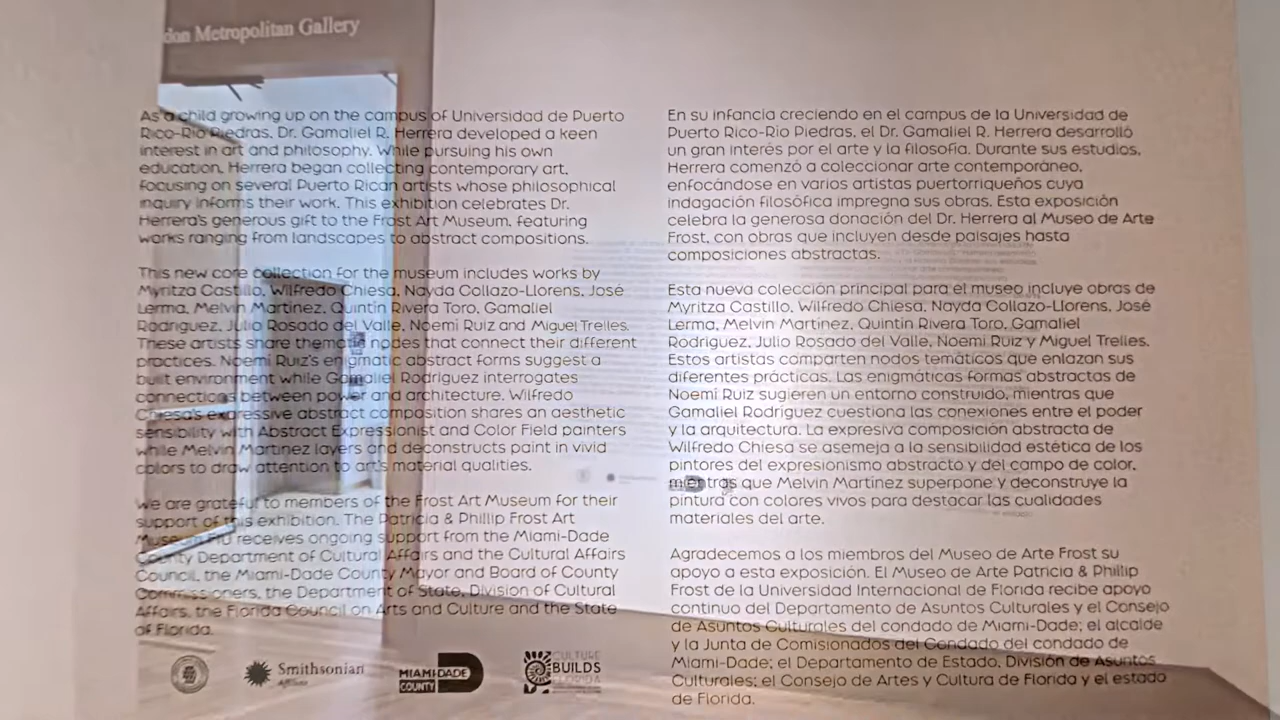 don Metropolitan Gallery
As a child growing up on the campus of Universidad de Puerto
Rico-Río Piedras, Dr. Gamaliel R. Herrera developed a keen
interest in art and philosophy. While pursuing his own
education, Herrera began collecting contemporary art,
focusing on several Puerto Rican artists whose philosophical
inquiry informs their work. This exhibition celebrates Dr.
Herrera's generous gift to the Frost Art Museum, featuring
works ranging from landscapes to abstract compositions.
This new core collection for the museum includes works by
Myritza Castillo, Wilfredo Chiesa, Nayda Collazo-Llorens, José
Lerma, Melvin Martínez, Quintín Rivera Toro, Gamaliel
Rodríguez, Julio Rosado del Valle, Noemí Ruiz and Miguel Trelles.
These artists share thematic nodes that connect their different
practices. Noemí Ruiz's enigmatic abstract forms suggest a
built environment while Gamaliel Rodríguez interrogates
connections between power and architecture. Wilfredo
Chiesa's expressive abstract composition shares an aesthetic
sensibility with Abstract Expressionist and Color Field painters
while Melvin Martínez layers and deconstructs paint in vivid
colors to draw attention to art's material qualities.
We are grateful to members of the Frost Art Museum for their
support of this exhibition. The Patricia & Phillip Frost Art
Museum FIU receives ongoing support from the Miami-Dade
County Department of Cultural Affairs and the Cultural Affairs
Council, the Miami-Dade County Mayor and Board of County
Commissioners, the Department of State, Division of Cultural
Affairs, the Florida Council on Arts and Culture and the State
of Florida.
Smithsonian
Affiliate
MIAMI-DADE
COUNTY
CULTURE
BUILDS
FLORIDA
En su infancia creciendo en el campus de la Universidad de
Puerto Rico-Río Piedras, el Dr. Gamaliel R. Herrera desarrolló
un gran interés por el arte y la filosofía. Durante sus estudios,
Herrera comenzó a coleccionar arte contemporáneo,
enfocándose en varios artistas puertorriqueños cuya
indagación filosófica impregna sus obras. Esta exposición
celebra la generosa donación del Dr. Herrera al Museo de Arte
Frost, con obras que incluyen desde paisajes hasta
composiciones abstractas.
Esta nueva colección principal para el museo incluye obras de
Myritza Castillo, Wilfredo Chiesa, Nayda Collazo-Llorens, José
Lerma, Melvin Martínez, Quintín Rivera Toro, Gamaliel
Rodríguez, Julio Rosado del Valle, Noemí Ruiz y Miguel Trelles.
Estos artistas comparten nodos temáticos que enlazan sus
diferentes prácticas. Las enigmáticas formas abstractas de
Noemí Ruiz sugieren un entorno construido, mientras que
Gamaliel Rodríguez cuestiona las conexiones entre el poder
y la arquitectura. La expresiva composición abstracta de
Wilfredo Chiesa se asemeja a la sensibilidad estética de los
pintores del expresionismo abstracto y del campo de color,
mientras que Melvin Martínez superpone y deconstruye la
pintura con colores vivos para destacar las cualidades
materiales del arte.
Agradecemos a los miembros del Museo de Arte Frost su
apoyo a esta exposición. El Museo de Arte Patricia & Phillip
Frost de la Universidad Internacional de Florida recibe apoyo
continuo del Departamento de Asuntos Culturales y el Consejo
de Asuntos Culturales del condado de Miami-Dade; el alcalde
y la Junta de Comisionados del Condado del condado de
Miami-Dade; el Departamento de Estado, División de Asuntos
Culturales; el Consejo de Artes y Cultura de Florida y el estado
de Florida.